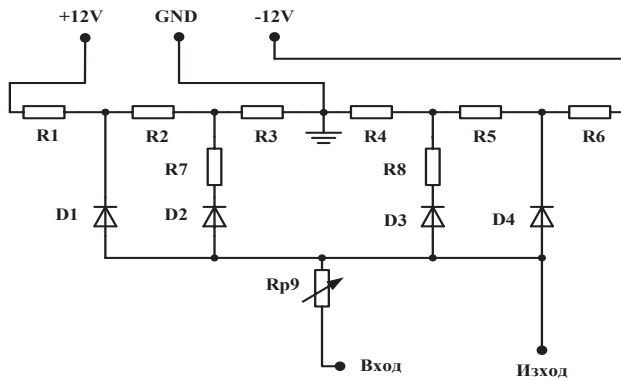 +12V GND -12V
R1 R2 R3 R4 R5 R6
R7 R8
D1 D2 D3 D4
Rp9
Вход Изход